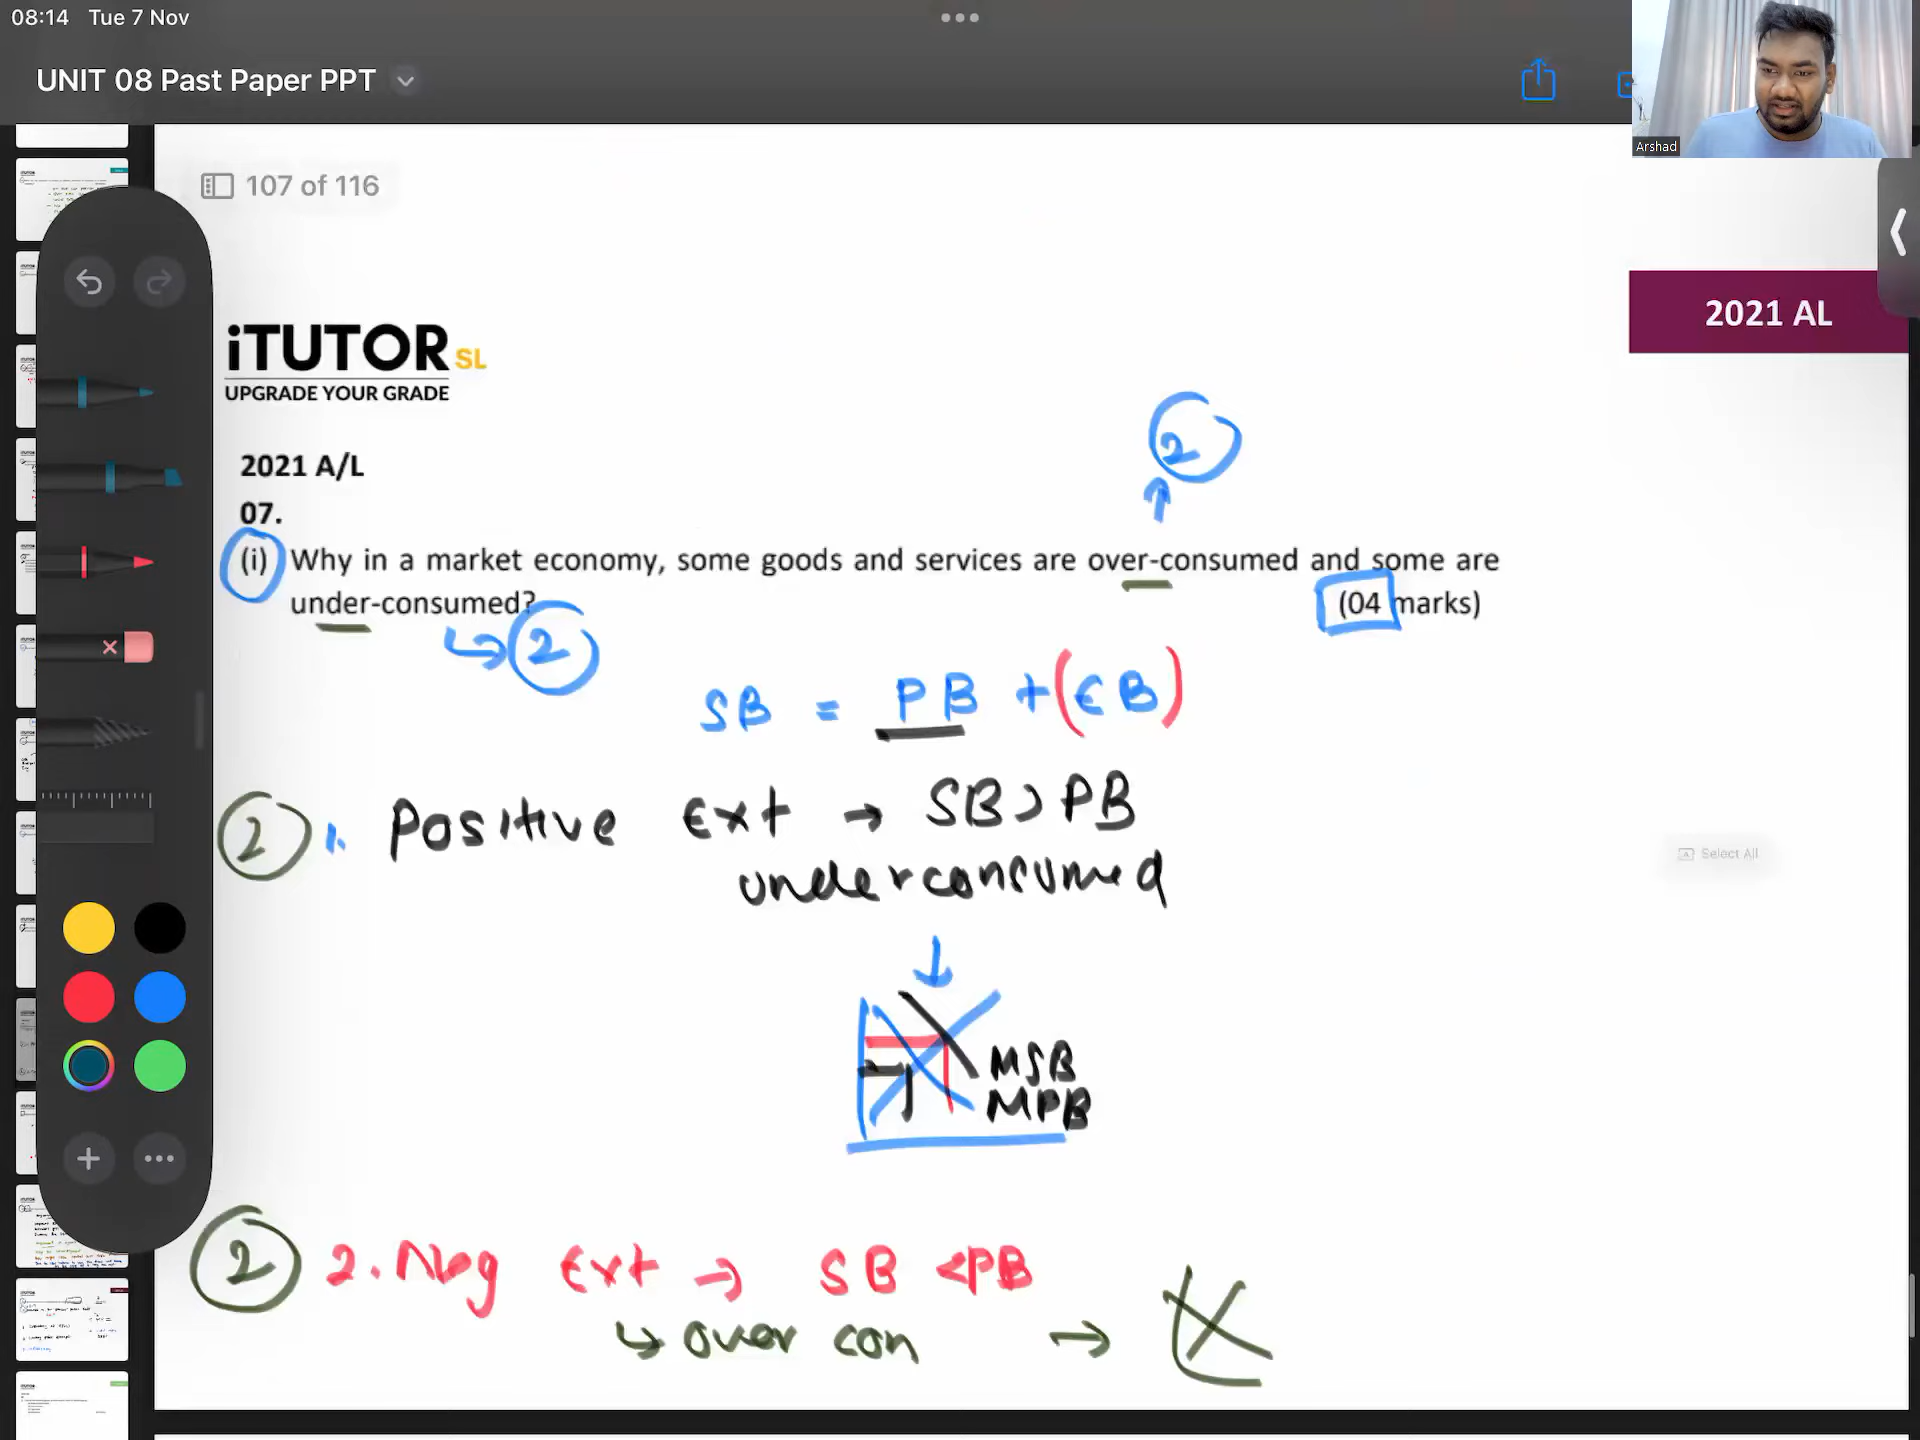 08:14 Tue 7 Nov
UNIT 08 Past Paper PPT
Arshad
107 of 116
2021 AL
iTUTOR SL
UPGRADE YOUR GRADE
2
2021 A/L
07.
(i) Why in a market economy, some goods and services are over-consumed and some are
under-consumed? (04 marks)
2
SB = PB + (EB)
2 1. Positive Ext → SB > PB
underconsumed
Select All
MSB
MPB
2 2. Neg Ext → SB < PB
over con →